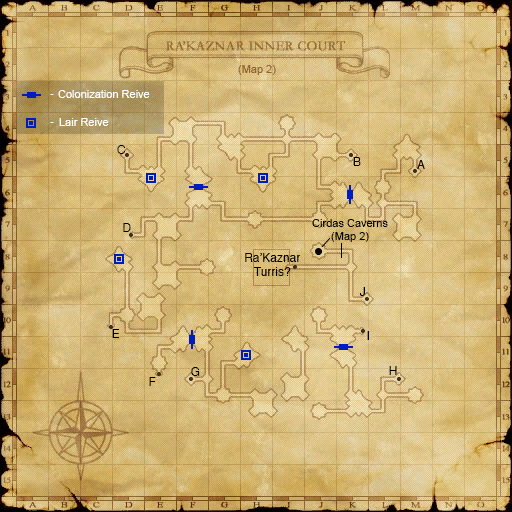 A B C D E F G H I J K L M N O
RA'KAZNAR INNER COURT
(Map 2)
- Colonization Reive
- Lair Reive
C
B
A
Cirdas Caverns
(Map 2)
D
Ra'Kaznar
Turris?
J
E
I
F
G
H
1
2
3
4
5
6
7
8
9
10
11
12
13
14
15
A B C D E F G H I J K L M N O